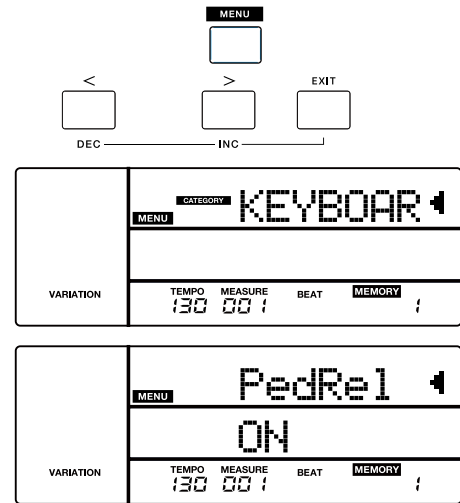 MENU
< > EXIT
DEC INC
CATEGORY KEYBOAR
MENU
VARIATION TEMPO MEASURE BEAT MEMORY
130 001 1
PedRel
MENU
ON
VARIATION TEMPO MEASURE BEAT MEMORY
130 001 1